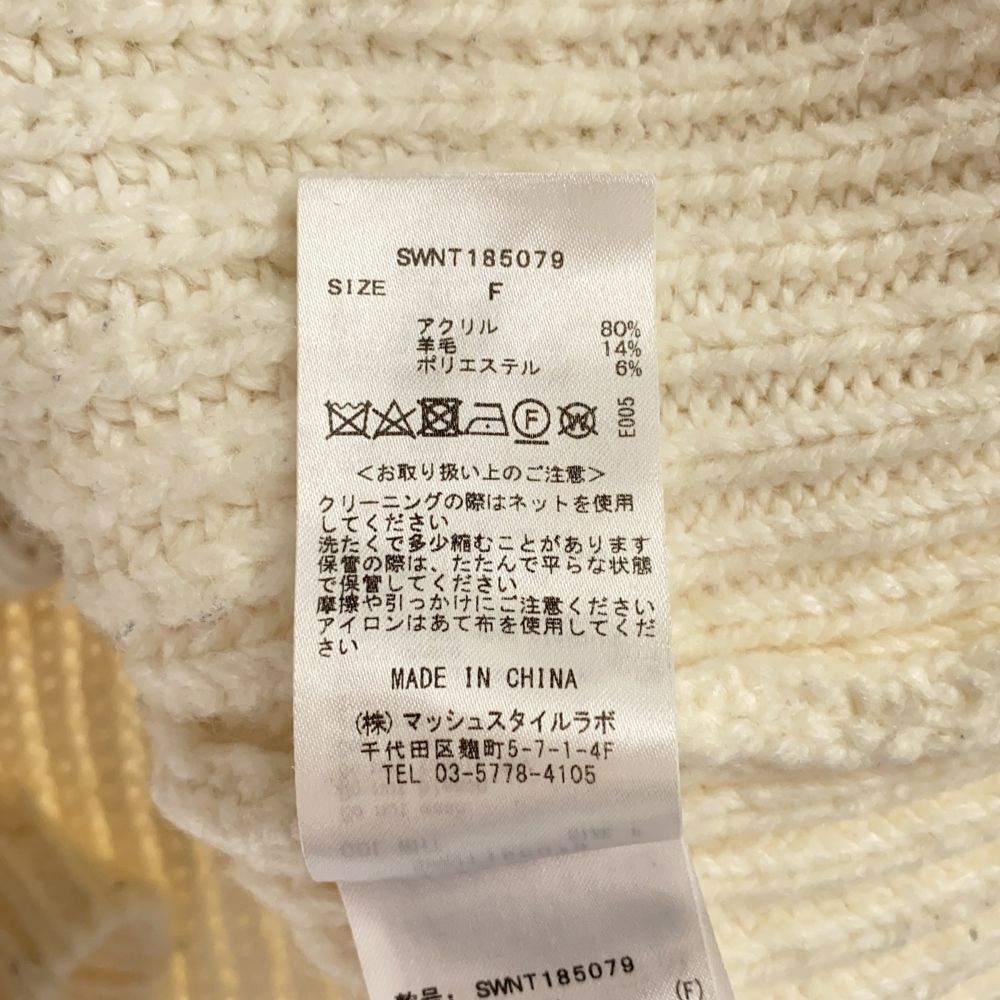 SWNT185079
SIZE F
アクリル 80%
羊毛 14%
ポリエステル 6%
F W E005
<お取り扱い上のご注意>
クリーニングの際はネットを使用
してください
洗たくで多少縮むことがあります
保管の際は、たたんで平らな状態
で保管してください
摩擦や引っかけにご注意ください
アイロンはあて布を使用してくだ
さい
MADE IN CHINA
(株)マッシュスタイルラボ
千代田区麹町5-7-1-4F
TEL 03-5778-4105
款号: SWNT185079
(F)